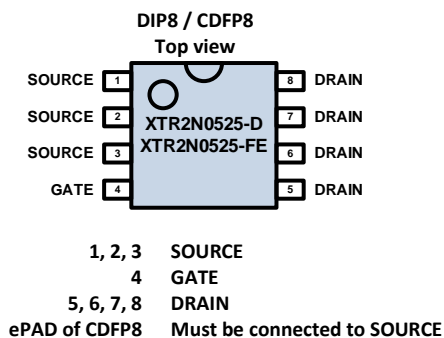 DIP8 / CDFP8
Top view
SOURCE 1 8 DRAIN
SOURCE 2 7 DRAIN
XTR2N0525-D
XTR2N0525-FE
SOURCE 3 6 DRAIN
GATE 4 5 DRAIN
1, 2, 3 SOURCE
4 GATE
5, 6, 7, 8 DRAIN
ePAD of CDFP8 Must be connected to SOURCE